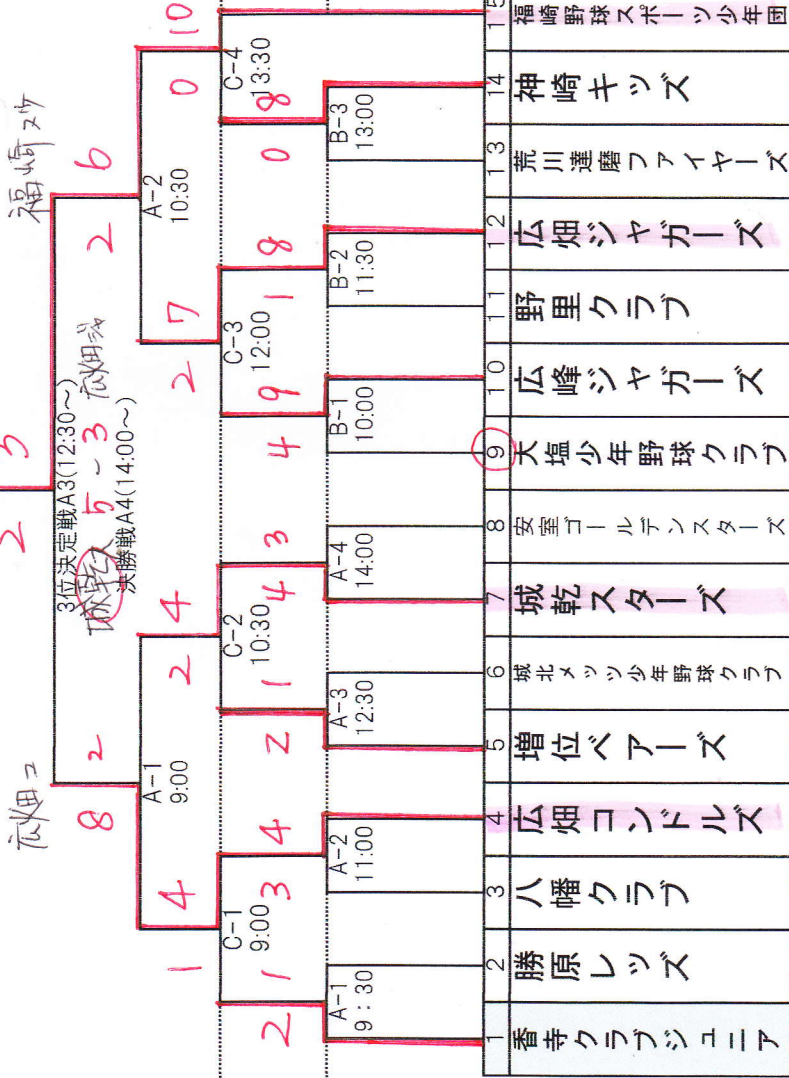 福崎スケ
広畑コ
2
3
3位決定戦A3(12:30~)
城乾ス 5-3 広畑ジャ
決勝戦A4(14:00~)
8
2
2
6
A-1
9:00
A-2
10:30
1
4
2
4
2
7
0
10
C-1
9:00
C-2
10:30
C-3
12:00
C-4
13:30
2
1
3
4
2
1
4
3
4
9
1
8
0
8
A-1
9:30
A-2
11:00
A-3
12:30
A-4
14:00
B-1
10:00
B-2
11:30
B-3
13:00
1 香寺クラブジュニア
2 勝原レッズ
3 八幡クラブ
4 広畑コンドルズ
5 増位ベアーズ
6 城北メッツ少年野球クラブ
7 城乾スターズ
8 安室ゴールデンスターズ
9 大塩少年野球クラブ
10 広峰ジャガーズ
11 野里クラブ
12 広畑ジャガーズ
13 荒川達磨ファイヤーズ
14 神崎キッズ
15 福崎野球スポーツ少年団